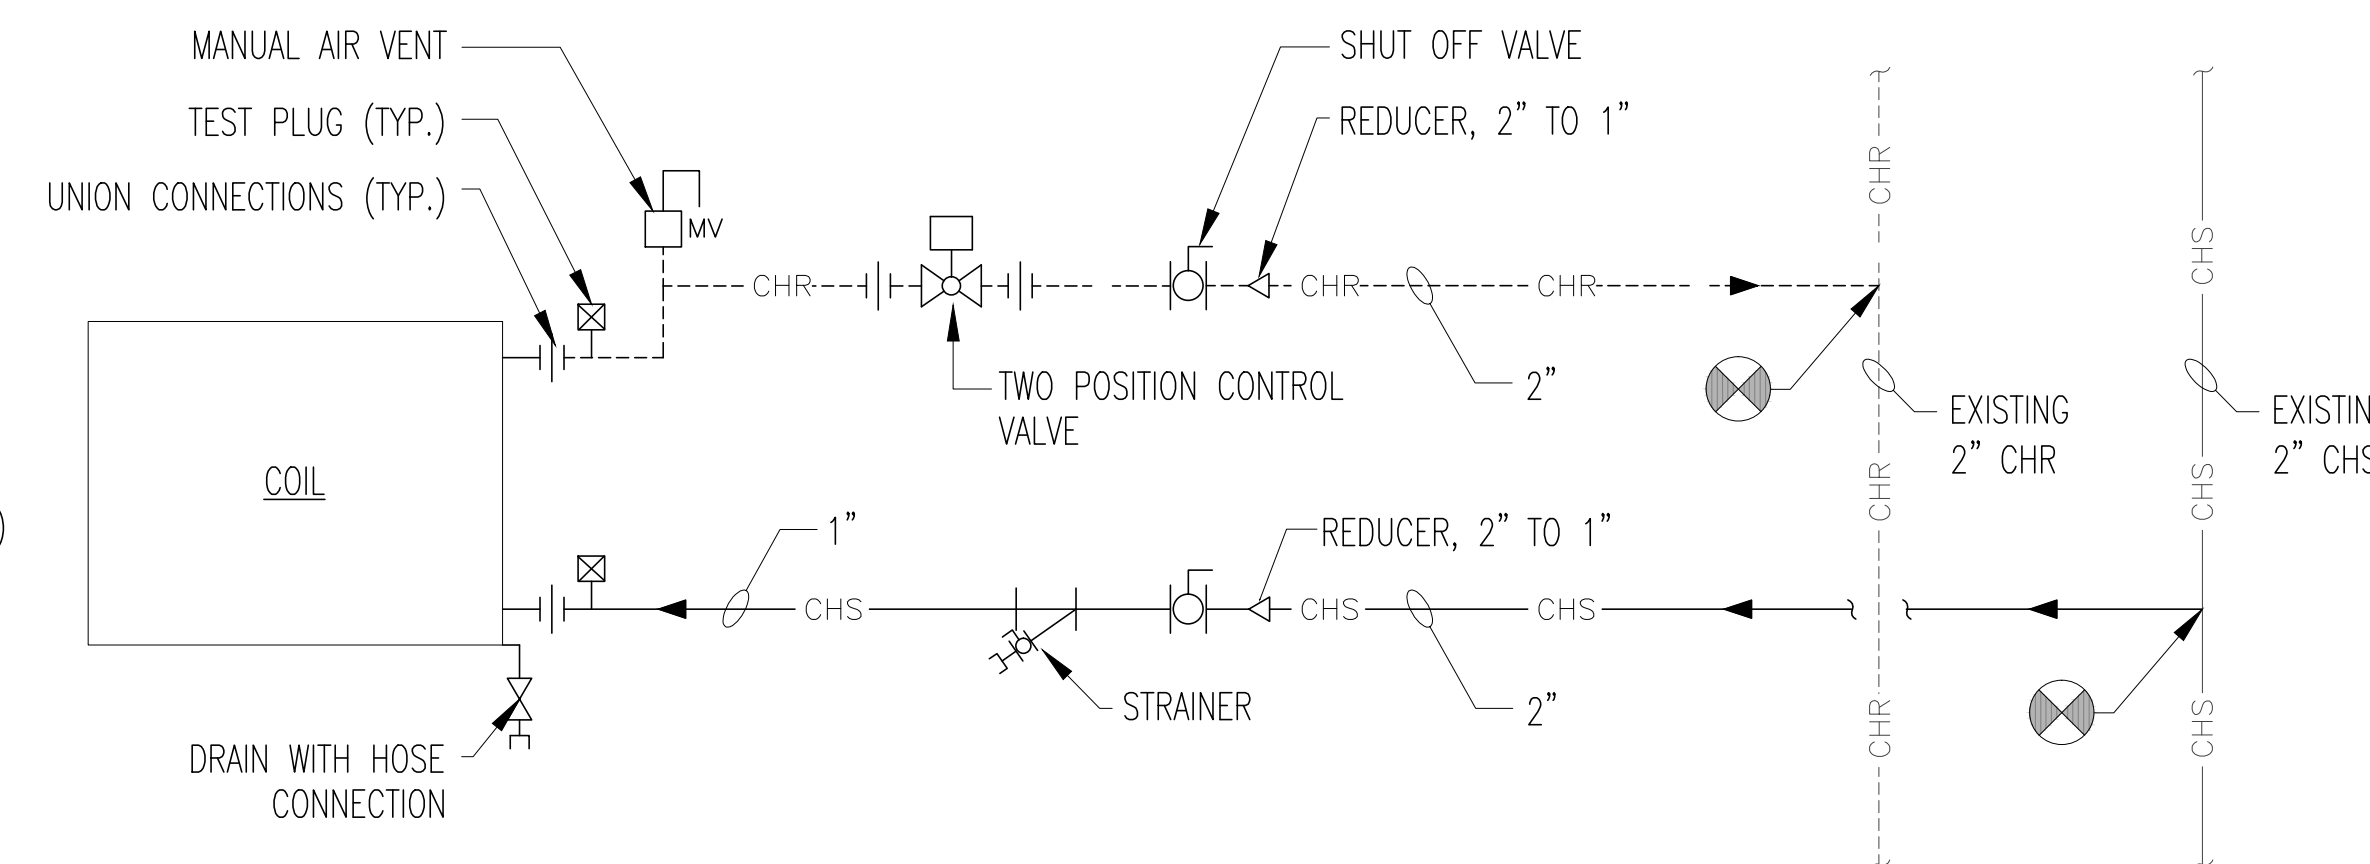 MANUAL AIR VENT
SHUT OFF VALVE
TEST PLUG (TYP.)
REDUCER, 2” TO 1”
UNION CONNECTIONS (TYP.)
MV
CHR
CHS
CHR
CHR
CHR
TWO POSITION CONTROL
VALVE
2”
EXISTING
2” CHR
EXISTIN
2” CHS
COIL
CHR
CHS
)
1”
REDUCER, 2” TO 1”
CHS
CHS
CHS
STRAINER
2”
CHR
CHS
DRAIN WITH HOSE
CONNECTION